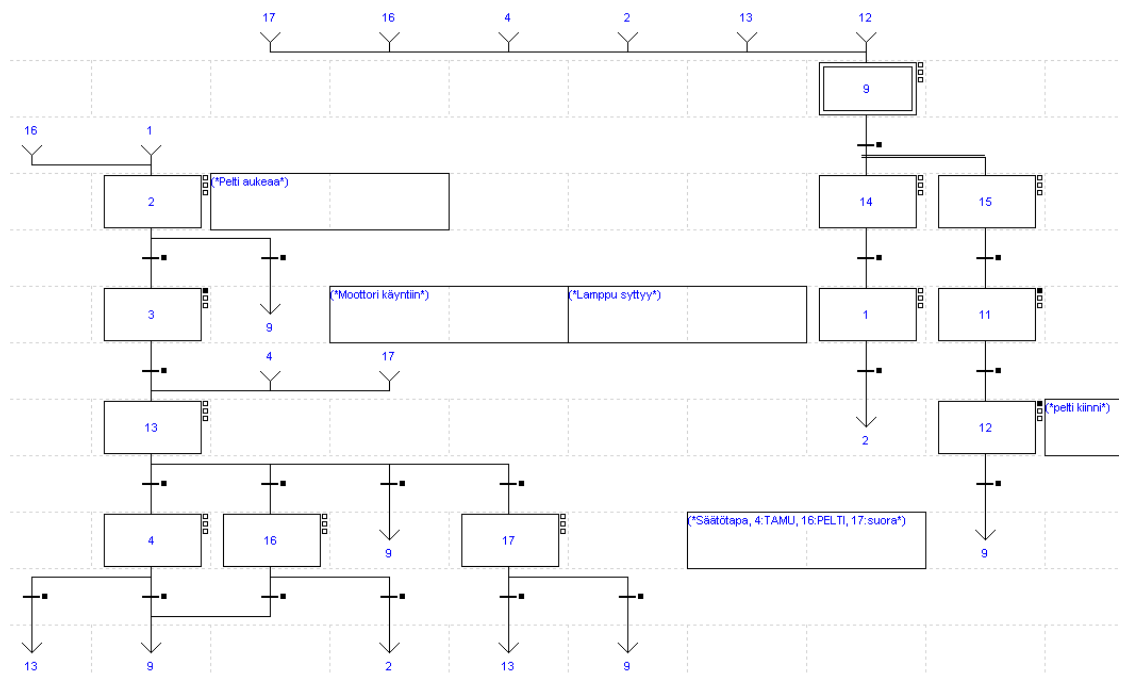 17 16 4 2 13 12
9
16 1
2 (*Pelti aukeaa*) 14 15
3 (*Moottori käyntiin*) (*Lamppu syttyy*) 1 11
9
4 17
13 12 (*pelti kiinni*)
2
4 16 17 (*Säätötapa, 4:TAMU, 16:PELTI, 17:suora*)
9 9
13 9 2 13 9